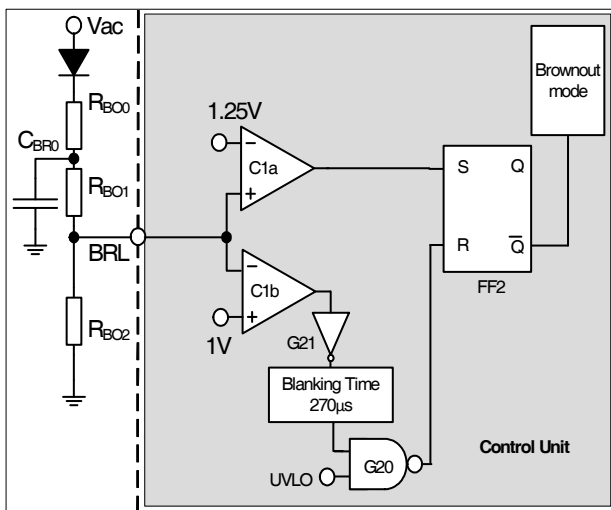 Vac
RBO0
CBR0
RBO1
BRL
RBO2
1.25V
−
C1a
+
−
C1b
+
1V
G21
Blanking Time
270µs
UVLO
G20
S Q
R Q̅
FF2
Brownout
mode
Control Unit